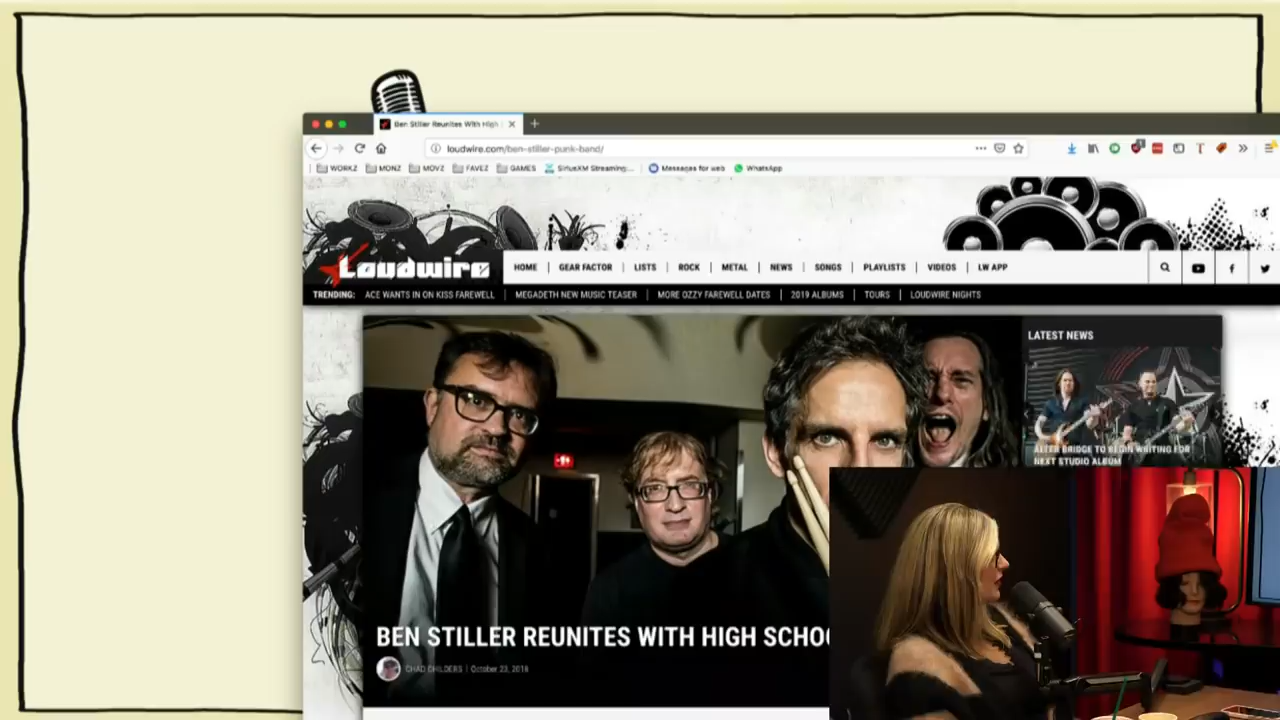 Ben Stiller Reunites With High
loudwire.com/ben-stiller-punk-band/
WORKZ MONZ MOVZ FAVEZ GAMES SiriusXM Streaming... Messages for web WhatsApp
Loudwire
HOME GEAR FACTOR LISTS ROCK METAL NEWS SONGS PLAYLISTS VIDEOS LW APP
TRENDING: ACE WANTS IN ON KISS FAREWELL MEGADETH NEW MUSIC TEASER MORE OZZY FAREWELL DATES 2019 ALBUMS TOURS LOUDWIRE NIGHTS
LATEST NEWS
ALTER BRIDGE TO BEGIN WRITING FOR
NEXT STUDIO ALBUM
BEN STILLER REUNITES WITH HIGH SCHOO
CHAD CHILDERS | October 23, 2018